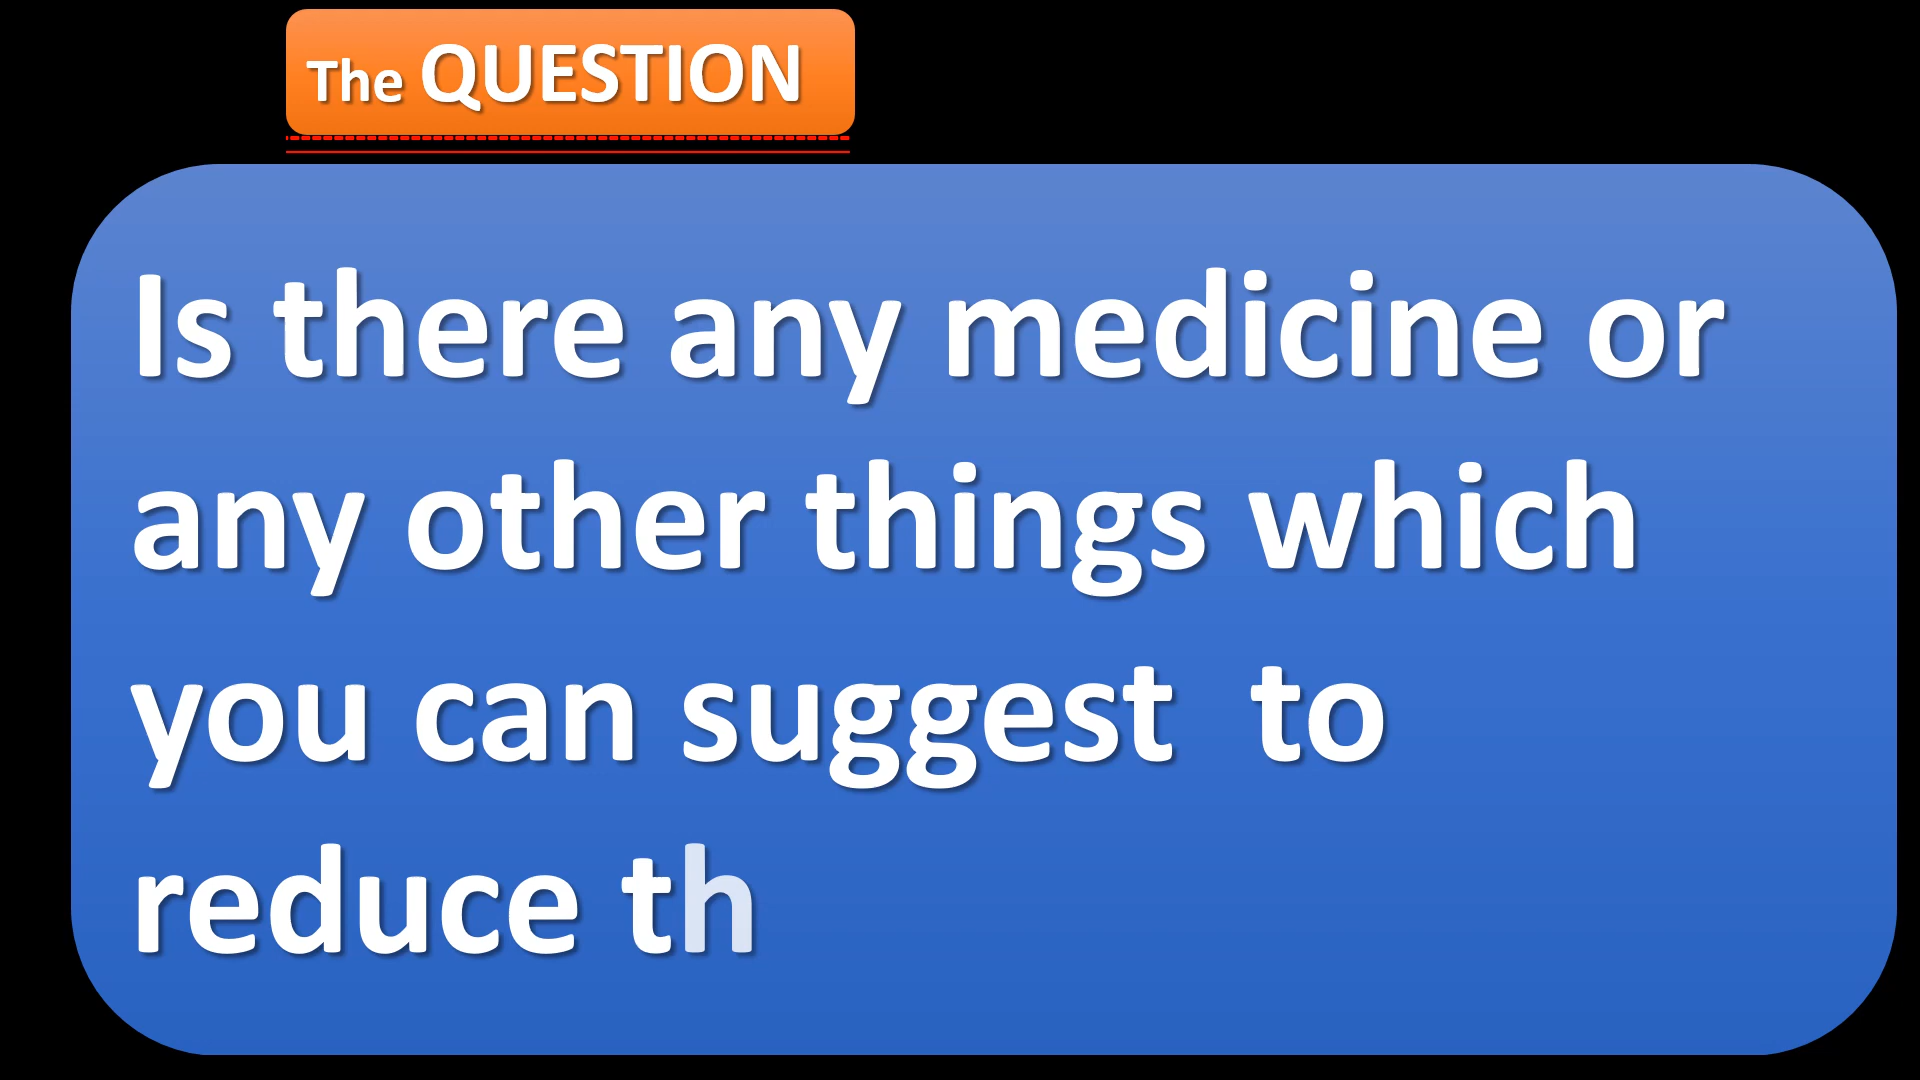 The QUESTION
Is there any medicine or
any other things which
you can suggest  to
reduce th